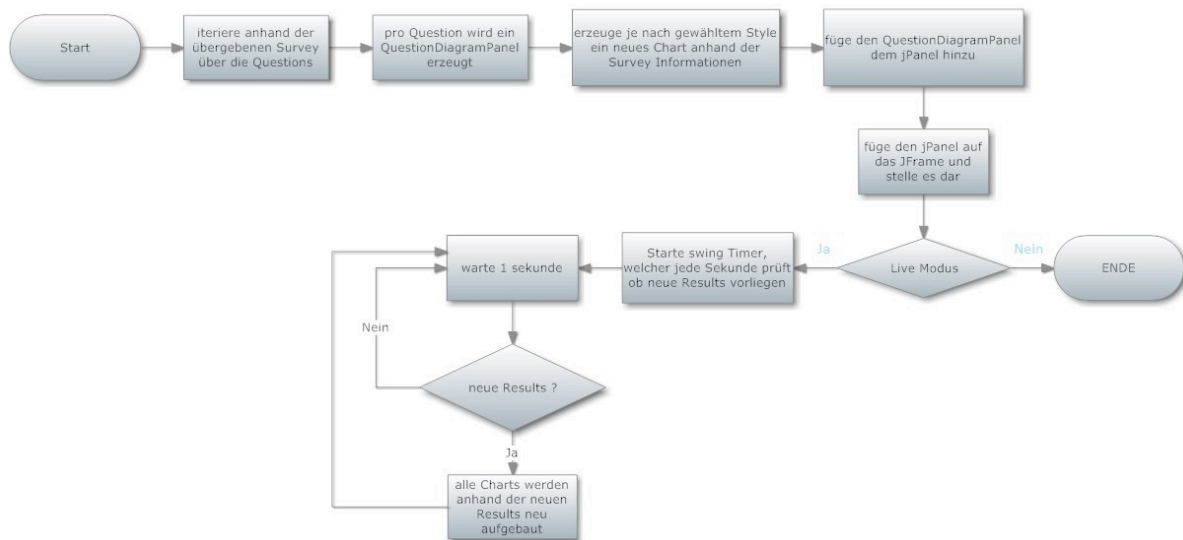 Start
iteriere anhand der
übergebenen Survey
über die Questions
pro Question wird ein
QuestionDiagramPanel
erzeugt
erzeuge je nach gewähltem Style
ein neues Chart anhand der
Survey Informationen
füge den QuestionDiagramPanel
dem jPanel hinzu
füge den jPanel auf
das JFrame und
stelle es dar
Live Modus
Ja
Nein
ENDE
Starte swing Timer,
welcher jede Sekunde prüft
ob neue Results vorliegen
warte 1 sekunde
Nein
neue Results ?
Ja
alle Charts werden
anhand der neuen
Results neu
aufgebaut